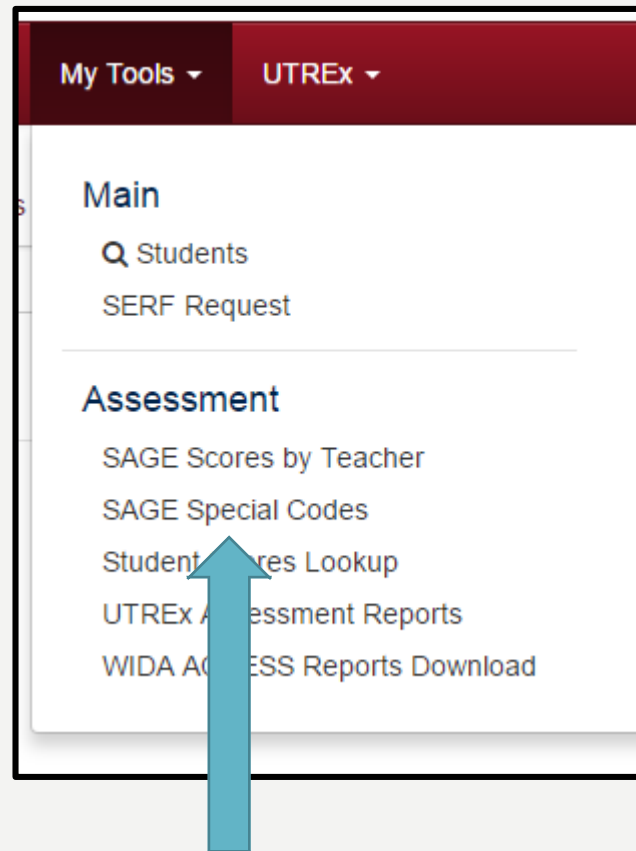 My Tools UTREx
s
Main
Students
SERF Request
Assessment
SAGE Scores by Teacher
SAGE Special Codes
Student Lookup
UTREx Reports
WIDA Reports Download